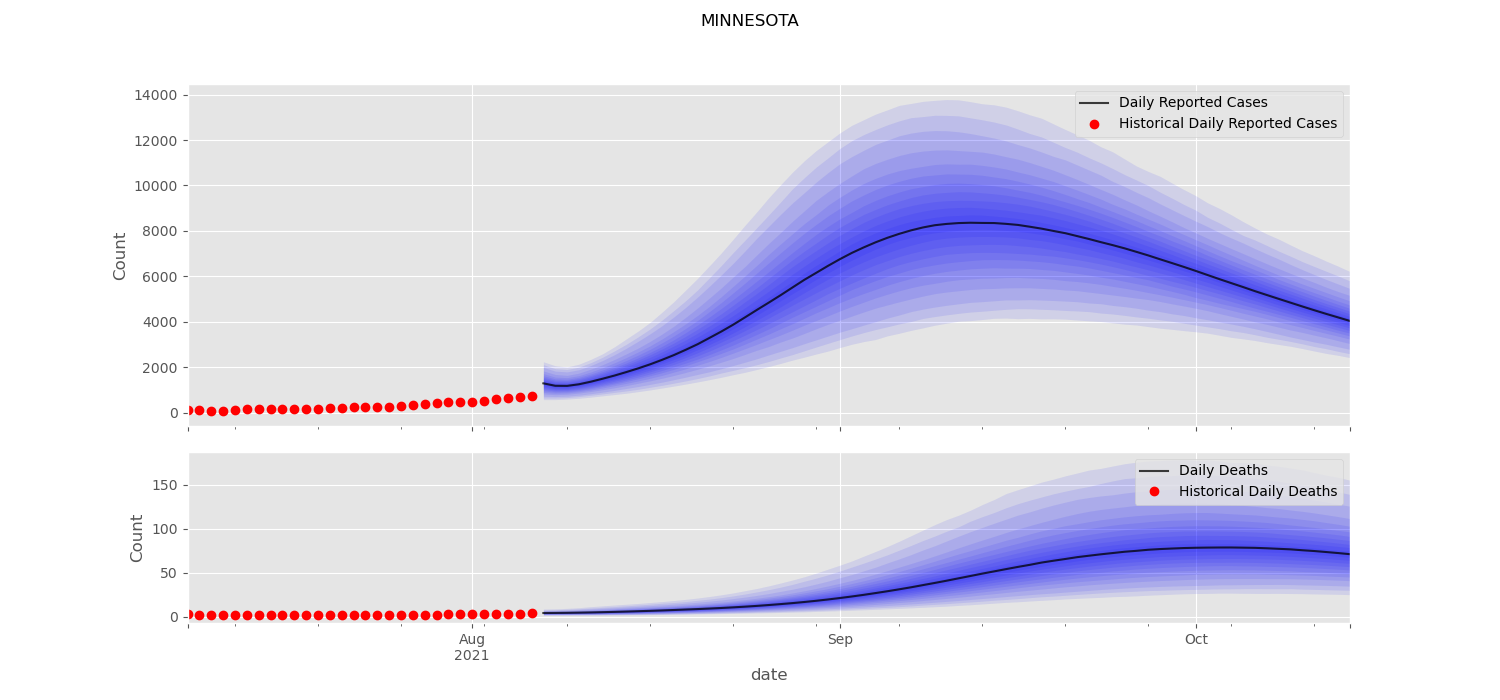 MINNESOTA
14000
12000
10000
8000
6000
4000
2000
0
Count
Daily Reported Cases
Historical Daily Reported Cases
150
100
50
0
Count
Daily Deaths
Historical Daily Deaths
Aug
2021
Sep
Oct
date